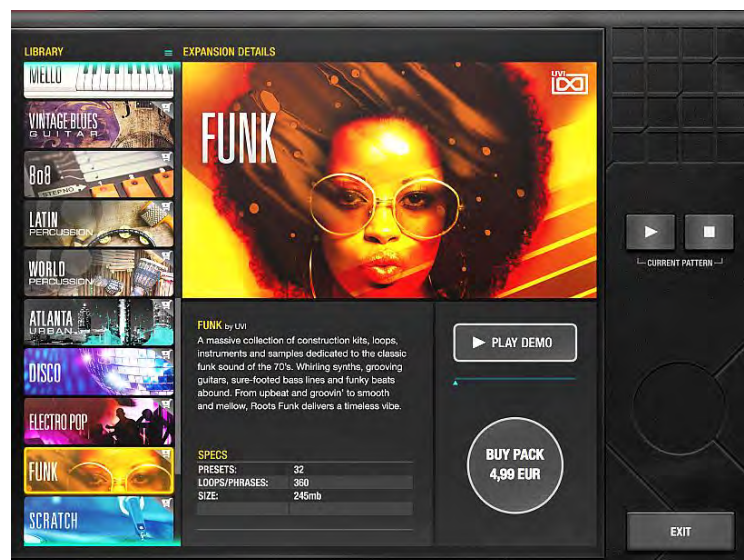 LIBRARY
EXPANSION DETAILS
MELLO
VINTAGE BLUES
GUITAR
808
STEP NO
LATIN
PERCUSSION
WORLD
PERCUSSION
ATLANTA
URBAN
DISCO
ELECTRO POP
FUNK
SCRATCH
UVI
FUNK
FUNK by UVI
A massive collection of construction kits, loops,
instruments and samples dedicated to the classic
funk sound of the 70's. Whirling synths, grooving
guitars, sure-footed bass lines and funky beats
abound. From upbeat and groovin' to smooth
and mellow, Roots Funk delivers a timeless vibe.
SPECS
PRESETS: 32
LOOPS/PHRASES: 360
SIZE: 245mb
PLAY DEMO
BUY PACK
4,99 EUR
CURRENT PATTERN
EXIT